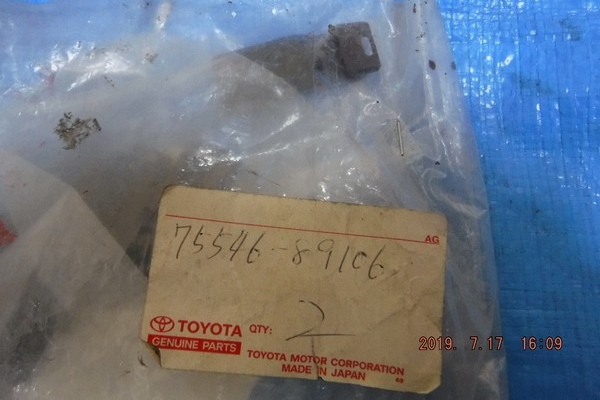 AG
75546-89106
TOYOTA QTY: 2
GENUINE PARTS
TOYOTA MOTOR CORPORATION
MADE IN JAPAN
2019. 7.17 16:09